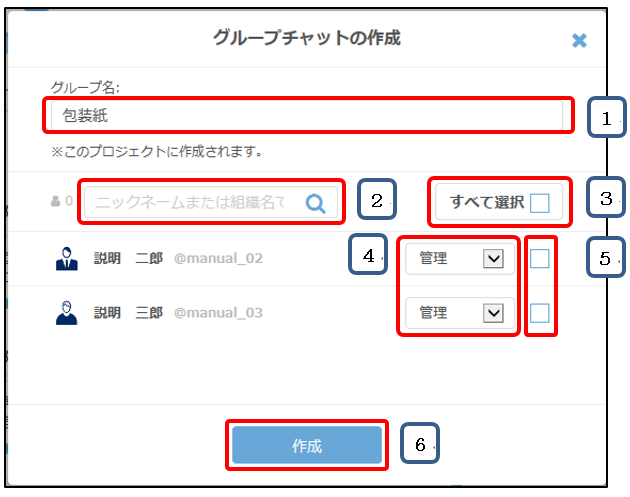 グループチャットの作成
グループ名:
包装紙
1
※このプロジェクトに作成されます。
0 ニックネームまたは組織名で 2 すべて選択 3
4 5
説明 二郎 @manual_02 管理
説明 三郎 @manual_03 管理
作成 6